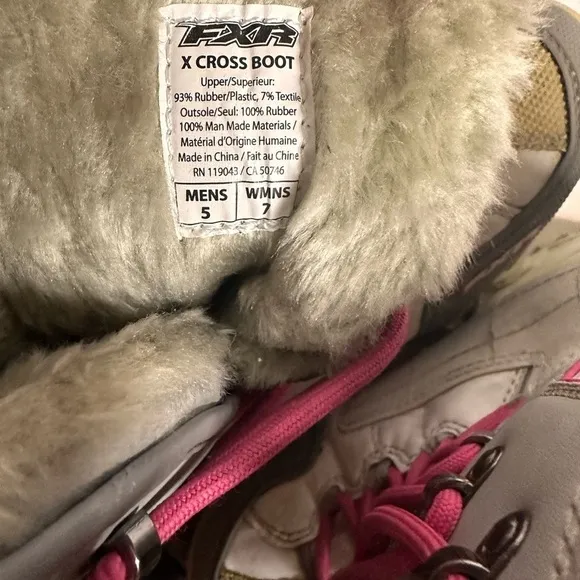 FXR
X CROSS BOOT
Upper/Superieur:
93% Rubber/Plastic, 7% Textile
Outsole/Seul: 100% Rubber
100% Man Made Materials /
Matérial d'Origine Humaine
Made in China / Fait au Chine
RN 119043 / CA 50746
MENS WMNS
5 7